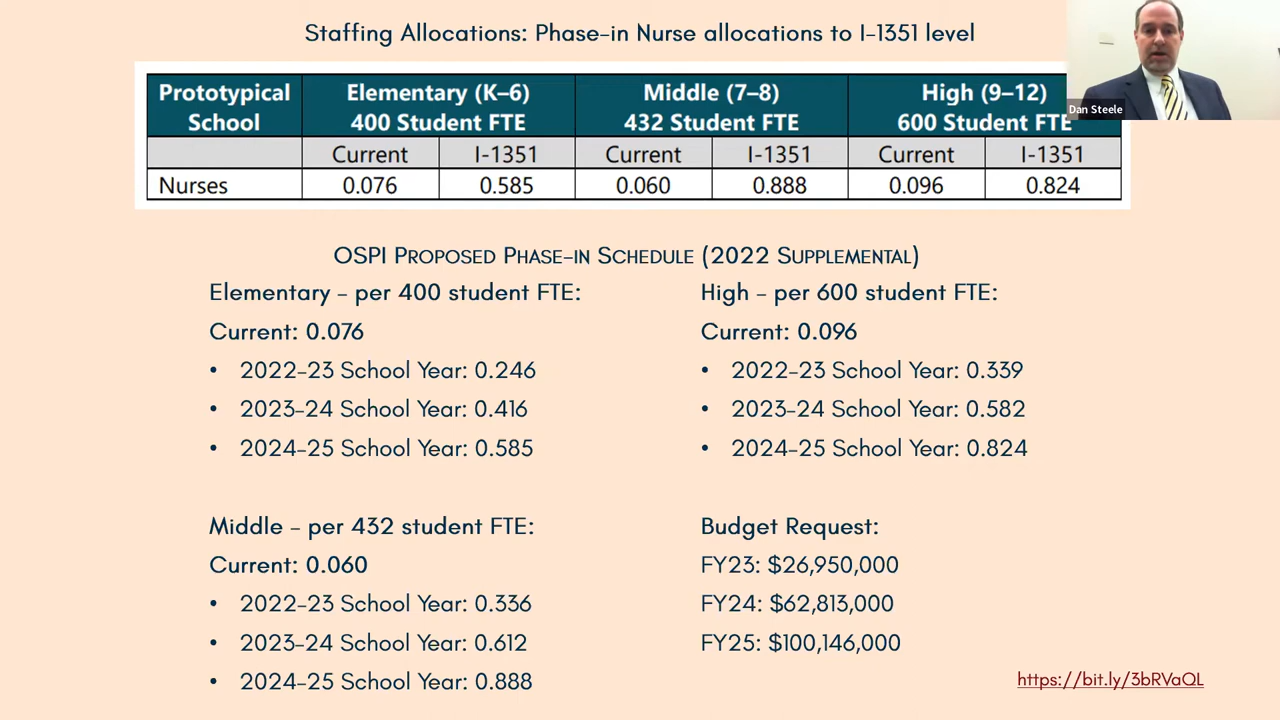 Staffing Allocations: Phase-in Nurse allocations to I-1351 level
Dan Steele
Prototypical School Elementary (K–6) 400 Student FTE Middle (7–8) 432 Student FTE High (9–12) 600 Student FTE
Current I-1351 Current I-1351 Current I-1351
Nurses 0.076 0.585 0.060 0.888 0.096 0.824
OSPI Proposed Phase-in Schedule (2022 Supplemental)
Elementary – per 400 student FTE:
Current: 0.076
• 2022-23 School Year: 0.246
• 2023-24 School Year: 0.416
• 2024-25 School Year: 0.585
Middle – per 432 student FTE:
Current: 0.060
• 2022-23 School Year: 0.336
• 2023-24 School Year: 0.612
• 2024-25 School Year: 0.888
High – per 600 student FTE:
Current: 0.096
• 2022-23 School Year: 0.339
• 2023-24 School Year: 0.582
• 2024-25 School Year: 0.824
Budget Request:
FY23: $26,950,000
FY24: $62,813,000
FY25: $100,146,000
https://bit.ly/3bRVaQL